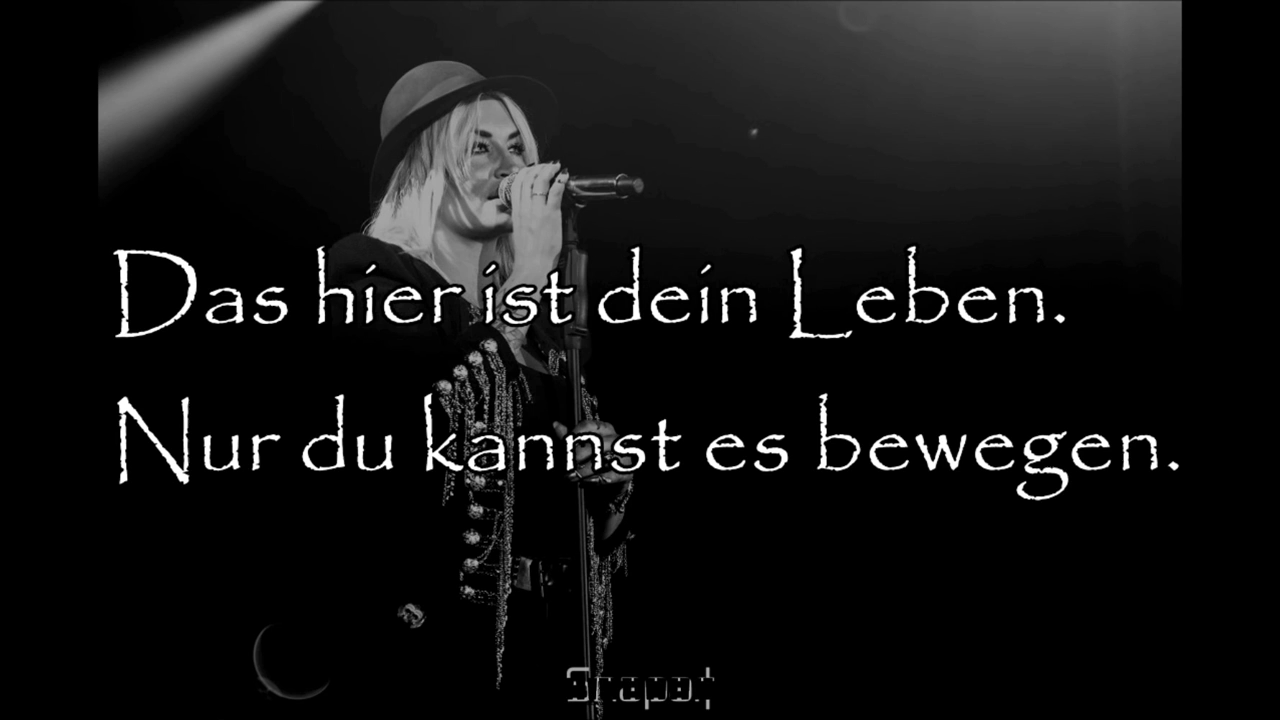 Das hier ist dein Leben.
Nur du kannst es bewegen.